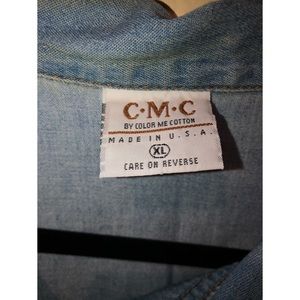 C·M·C
BY COLOR ME COTTON
MADE IN U.S.A.
XL
CARE ON REVERSE